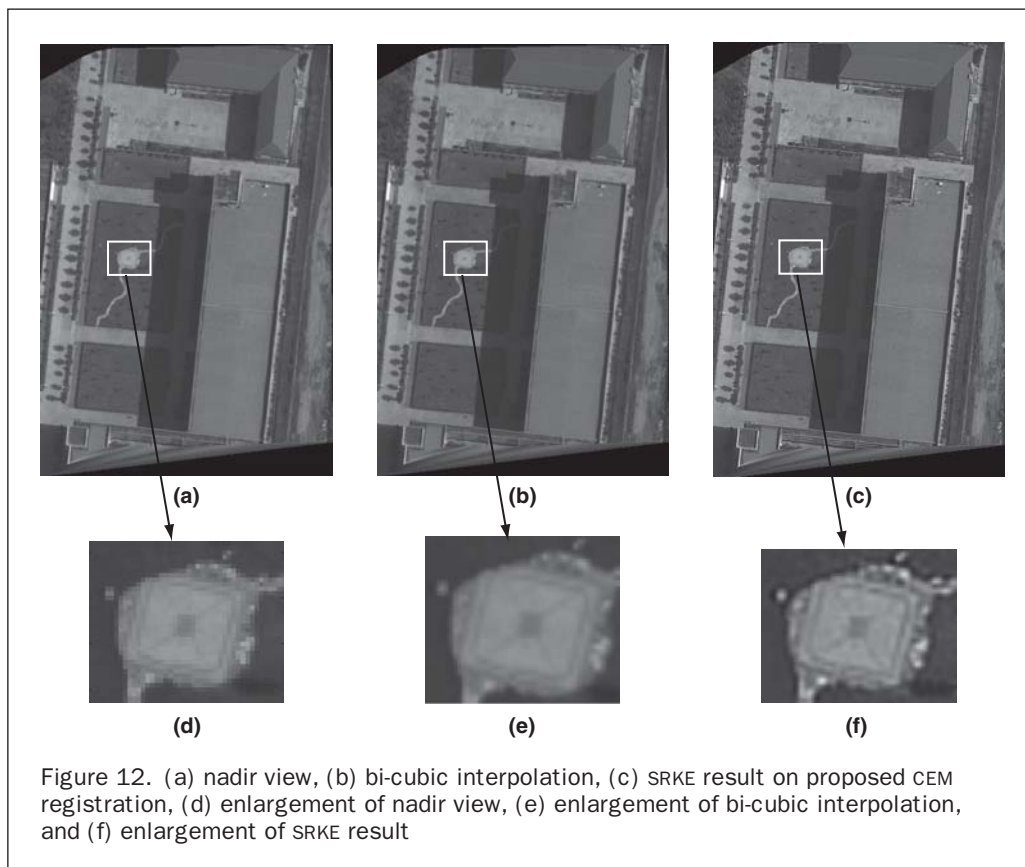 (a)
(b)
(c)
(d)
(e)
(f)
Figure 12. (a) nadir view, (b) bi-cubic interpolation, (c) SRKE result on proposed CEM
registration, (d) enlargement of nadir view, (e) enlargement of bi-cubic interpolation,
and (f) enlargement of SRKE result